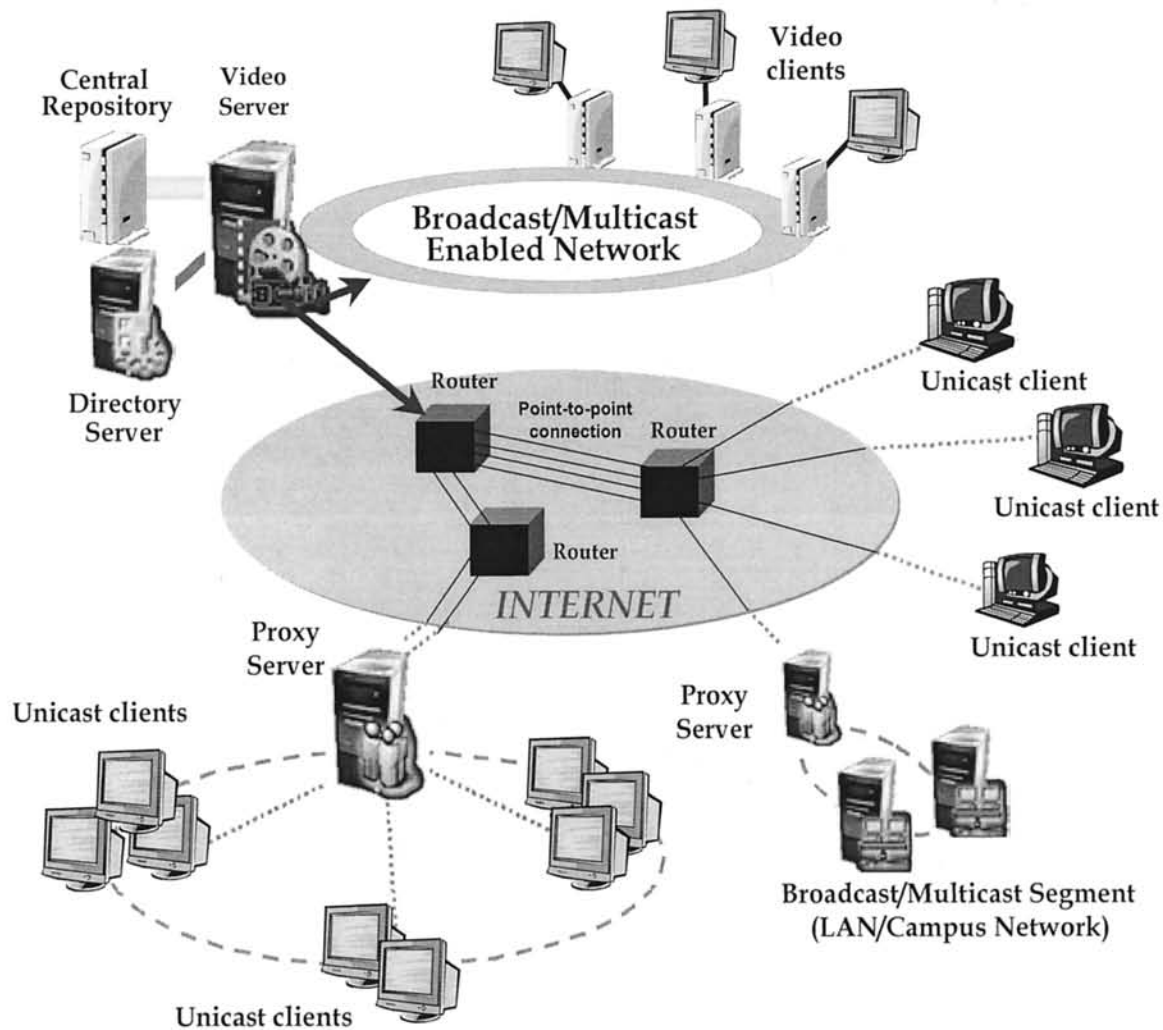 Central
Repository
Video
Server
Video
clients
Broadcast/Multicast
Enabled Network
Directory
Server
Router
Point-to-point
connection
Router
Unicast client
Unicast client
Router
INTERNET
Unicast client
Proxy
Server
Proxy
Server
Unicast clients
Broadcast/Multicast Segment
(LAN/Campus Network)
Unicast clients